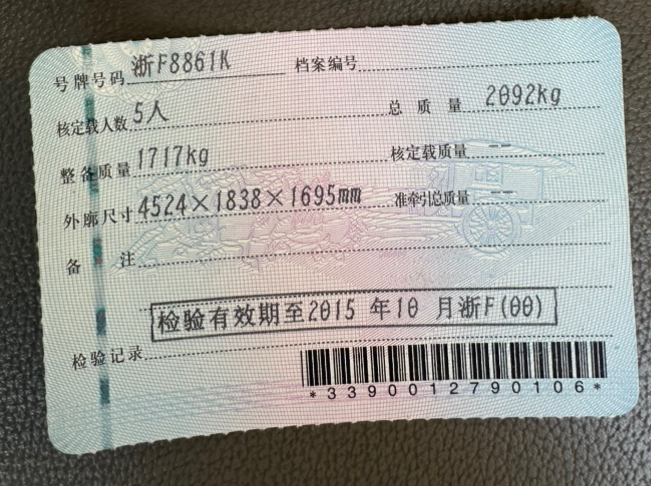 号牌号码 浙F8861K 档案编号
核定载人数 5人 总质量 2092kg
整备质量 1717kg 核定载质量 --
外廓尺寸 4524×1838×1695mm 准牵引总质量 --
备注
检验有效期至2015 年10 月浙F(00)
检验记录
*3390012790106*